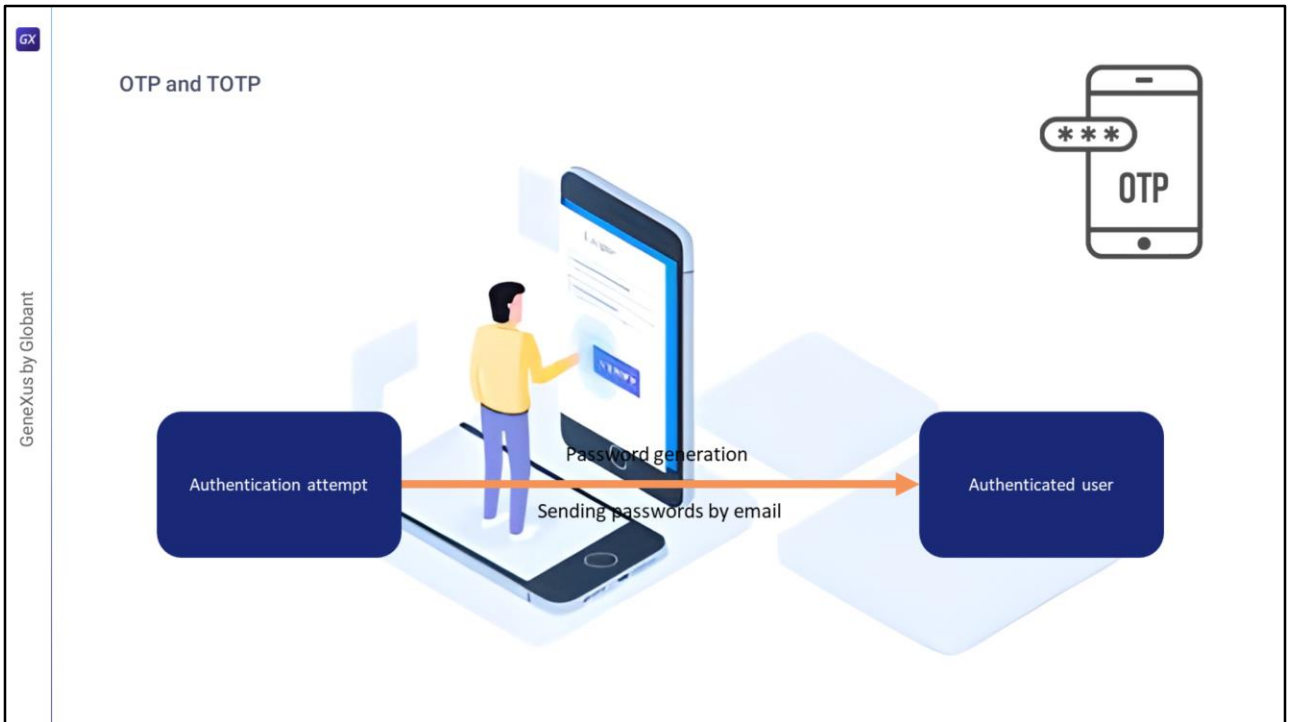 GX
OTP and TOTP
* * *
OTP
GeneXus by Globant
Password generation
Authentication attempt
Authenticated user
Sending passwords by email